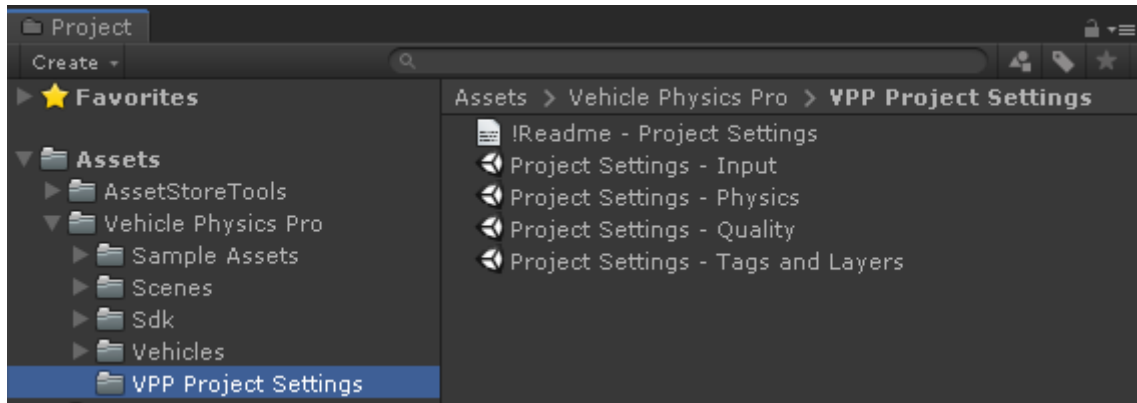 Project
Create
Favorites
Assets
AssetStoreTools
Vehicle Physics Pro
Sample Assets
Scenes
Sdk
Vehicles
VPP Project Settings
Assets > Vehicle Physics Pro > VPP Project Settings
!Readme - Project Settings
Project Settings - Input
Project Settings - Physics
Project Settings - Quality
Project Settings - Tags and Layers